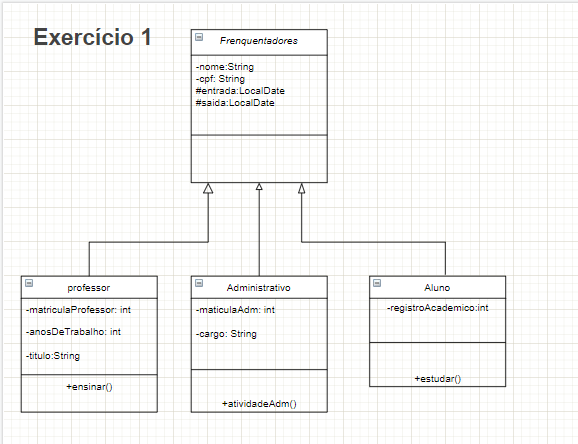 Exercício 1
Frenquentadores
-nome:String
-cpf: String
#entrada:LocalDate
#saida:LocalDate
professor
-matriculaProfessor: int
-anosDeTrabalho: int
-titulo:String
+ensinar()
Administrativo
-maticulaAdm: int
-cargo: String
+atividadeAdm()
Aluno
-registroAcademico:int
+estudar()